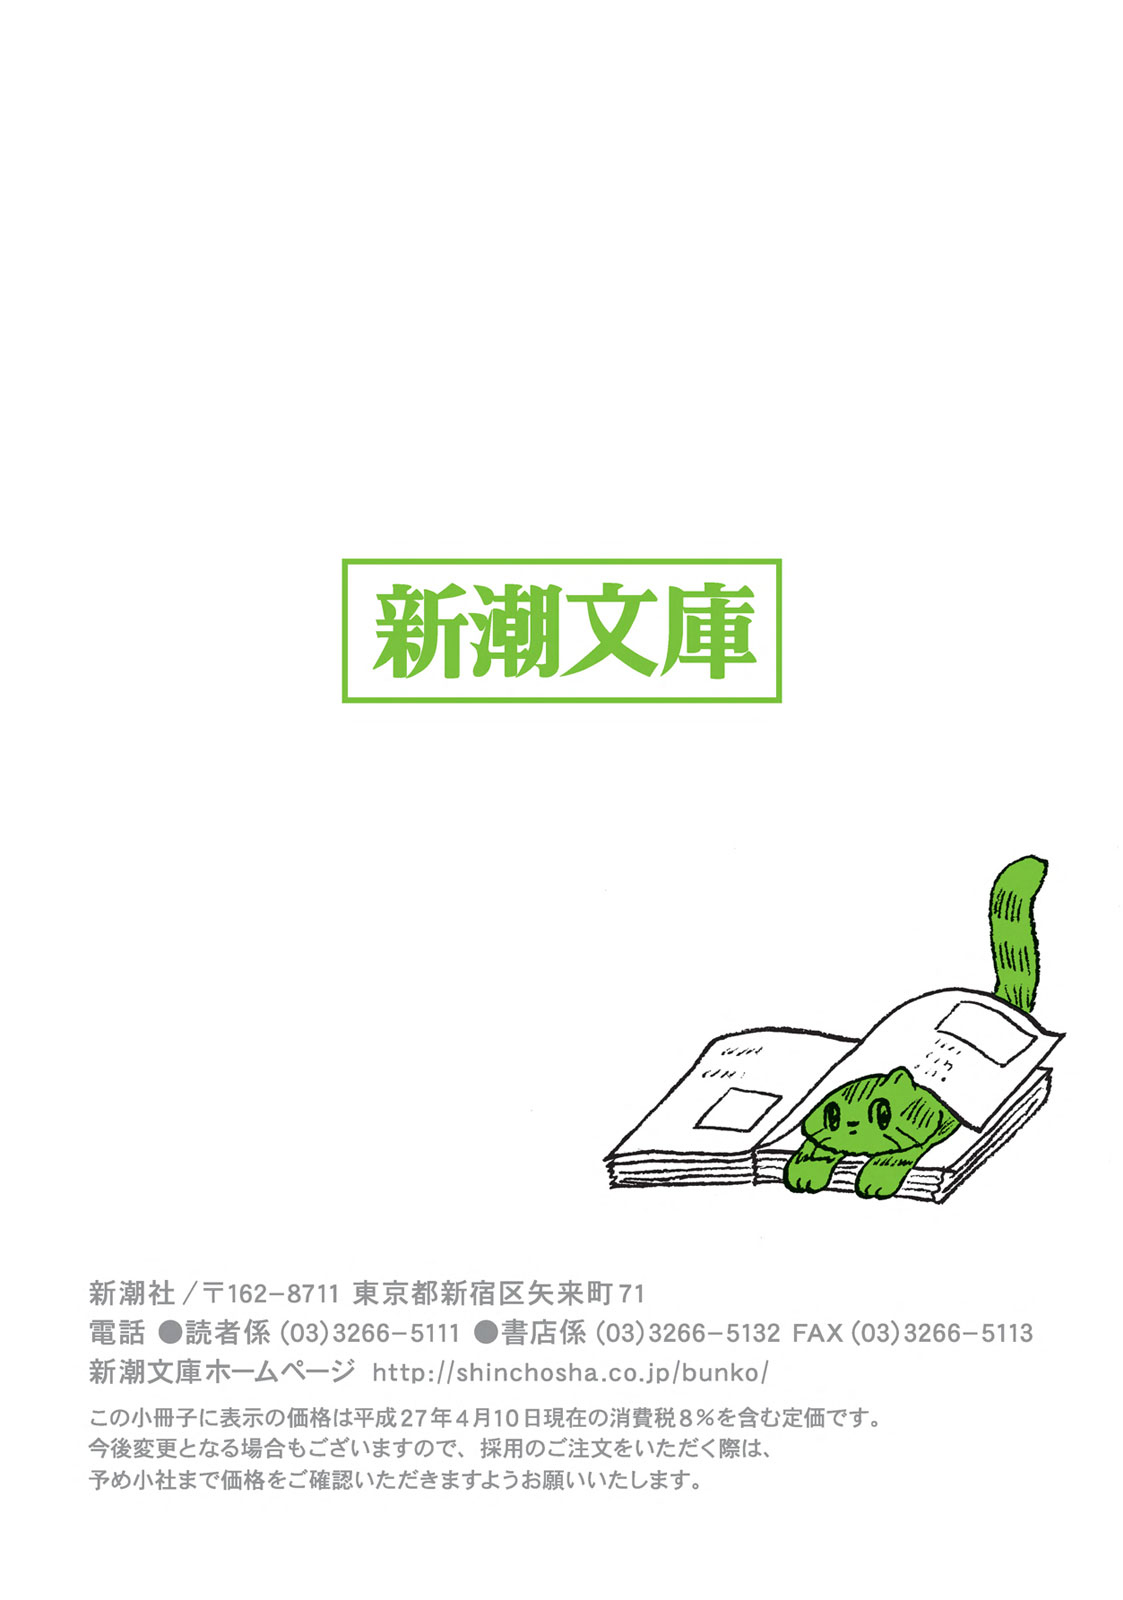 新潮文庫
新潮社/〒162-8711 東京都新宿区矢来町71
電話 ●読者係(03)3266-5111 ●書店係(03)3266-5132 FAX(03)3266-5113
新潮文庫ホームページ http://shinchosha.co.jp/bunko/
この小冊子に表示の価格は平成27年4月10日現在の消費税8%を含む定価です。
今後変更となる場合もございますので、採用のご注文をいただく際は、
予め小社まで価格をご確認いただきますようお願いいたします。